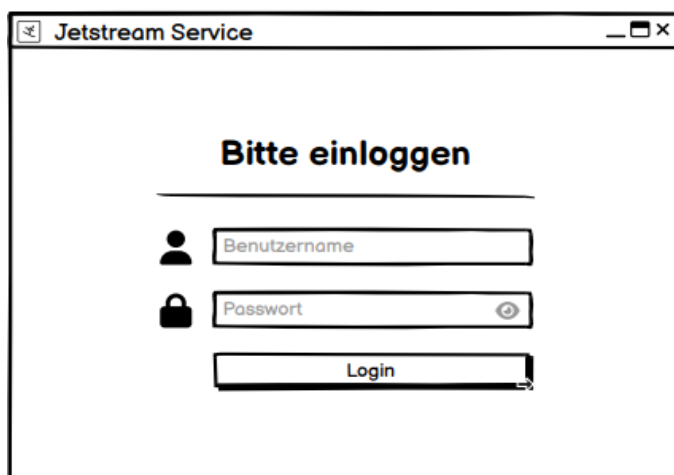 Jetstream Service
Bitte einloggen
Benutzername
Passwort
Login